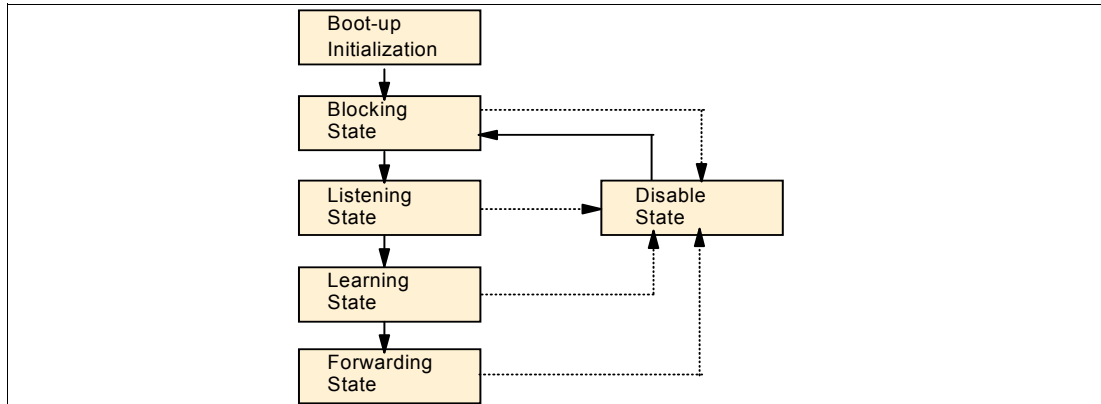 Boot-up
Initialization
Blocking
State
Listening
State
Disable
State
Learning
State
Forwarding
State